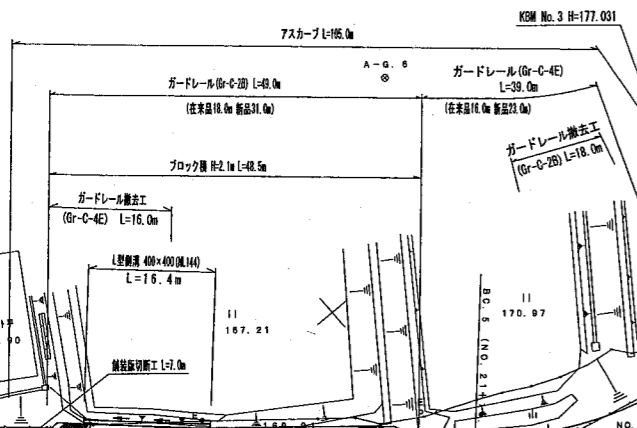 KBM No.3 H=177.031
アスカーブ L=165.0m
A-G.6
ガードレール(Gr-C-2B) L=49.0m
(在来品18.0m 新品31.0m)
ガードレール(Gr-C-4E)
L=39.0m
(在来品16.0m 新品23.0m)
ガードレール撤去工
(Gr-C-2B) L=18.0m
ブロック積 H=2.1m L=48.5m
ガードレール撤去工
(Gr-C-4E) L=16.0m
L型側溝 400×400(NL144)
L=16.4m
167.21
170.97
BC.5 (NO.21+
舗装版切断工 L=7.0m
NO.